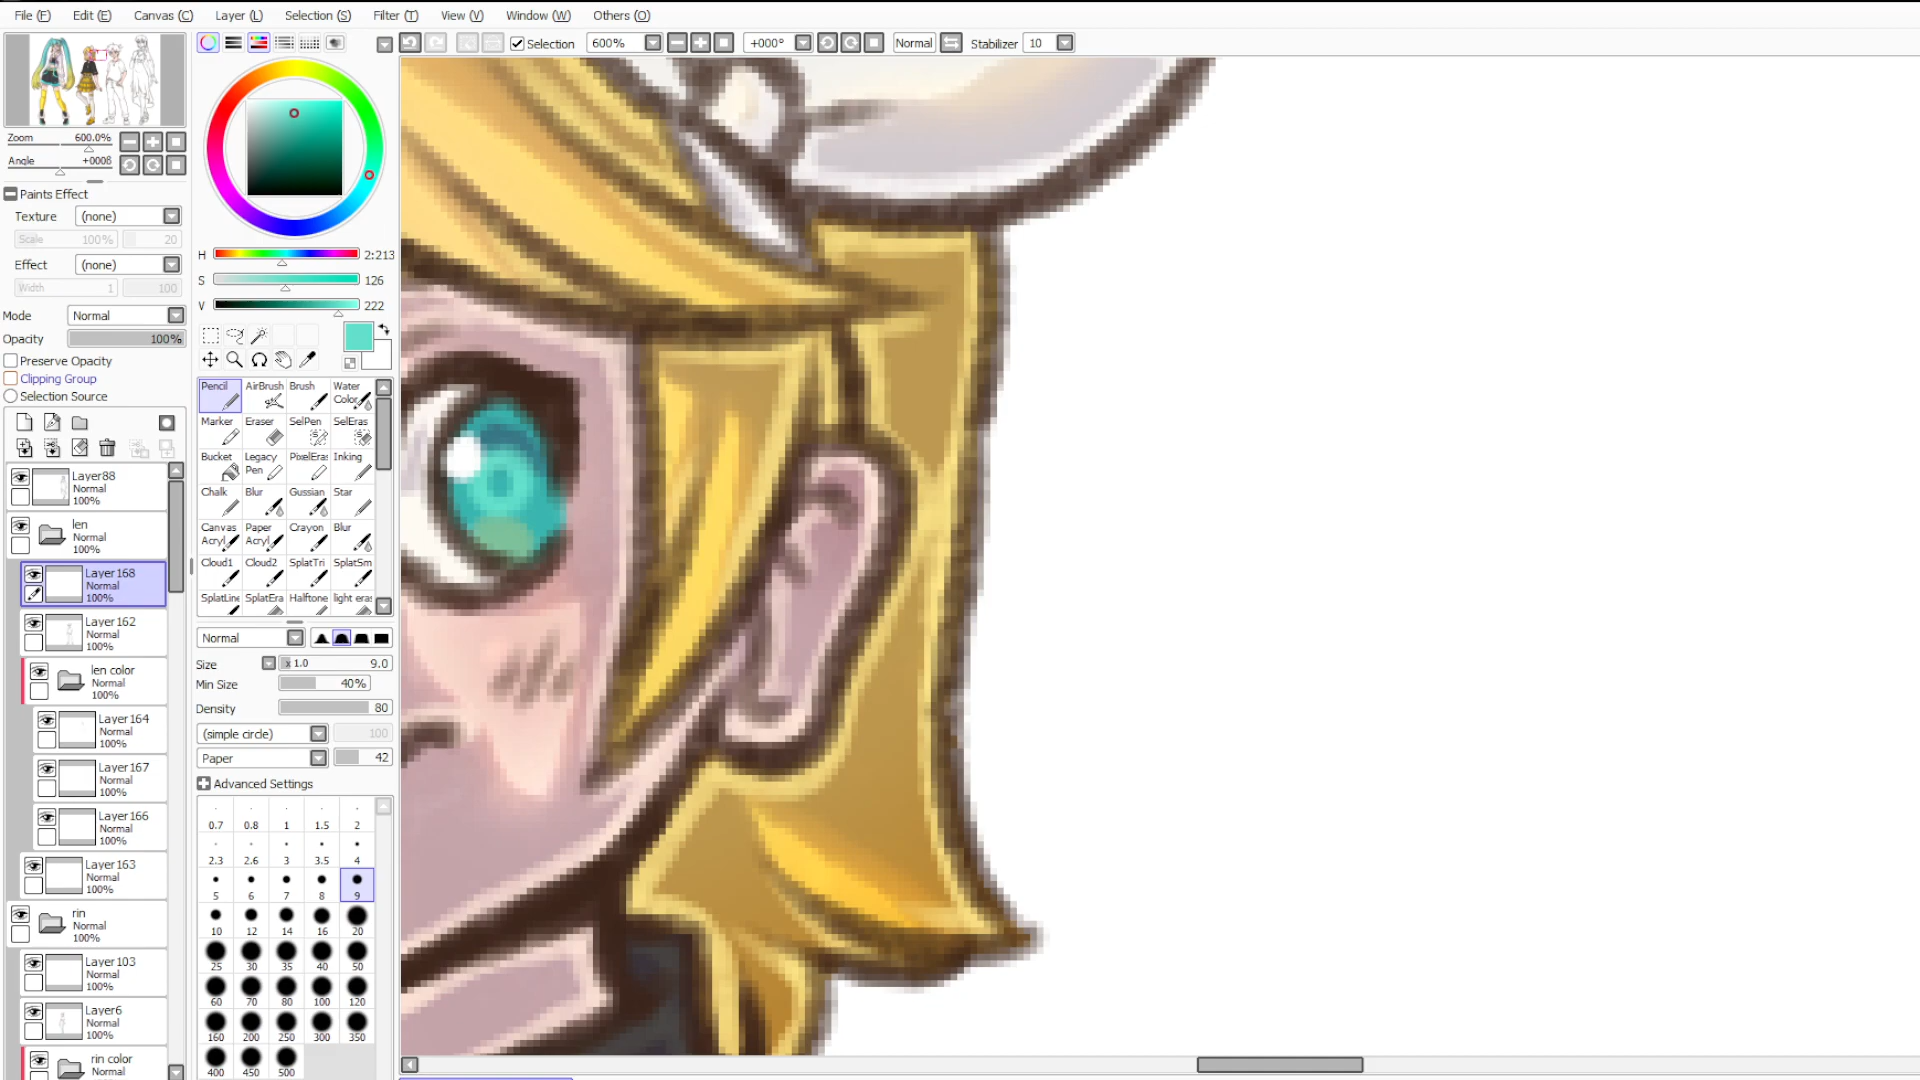 File (F) Edit (E) Canvas (C) Layer (L) Selection (S) Filter (T) View (V) Window (W) Others (O)
Selection 600% +000° Normal Stabilizer 10
Zoom 600.0%
Angle +0008
Paints Effect
Texture (none)
Scale 100% 20
Effect (none)
Width 1 100
Mode Normal
Opacity 100%
Preserve Opacity
Clipping Group
Selection Source
Layer88
Normal
100%
len
Normal
100%
Layer168
Normal
100%
Layer162
Normal
100%
len color
Normal
100%
Layer164
Normal
100%
Layer167
Normal
100%
Layer166
Normal
100%
Layer163
Normal
100%
rin
Normal
100%
Layer103
Normal
100%
Layer6
Normal
100%
rin color
Normal
H 2:213
S 126
V 222
Pencil AirBrush Brush Water Color
Marker Eraser SelPen SelEras
Bucket Legacy Pen PixelEras Inking
Chalk Blur Gussian Star
Canvas Acryl Paper Acryl Crayon Blur
Cloud1 Cloud2 SplatTri SplatSm
SplatLine SplatEra Halftone light eras
Normal
Size x 1.0 9.0
Min Size 40%
Density 80
(simple circle) 100
Paper 42
Advanced Settings
0.7 0.8 1 1.5 2
2.3 2.6 3 3.5 4
5 6 7 8 9
10 12 14 16 20
25 30 35 40 50
60 70 80 100 120
160 200 250 300 350
400 450 500